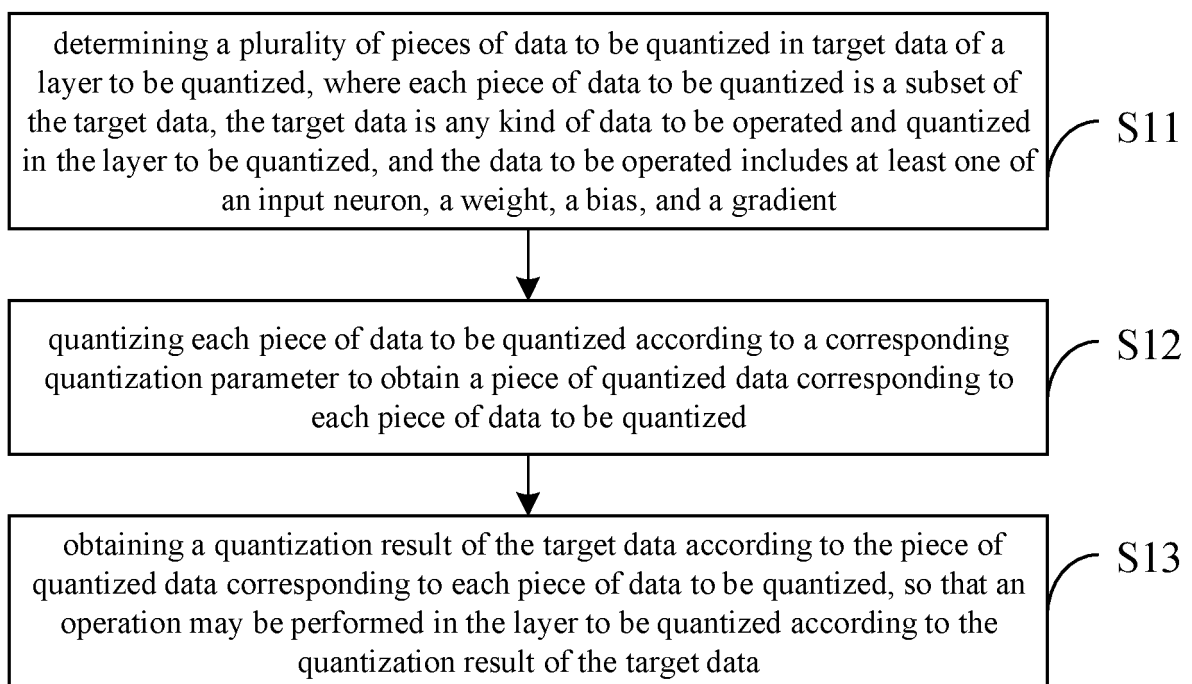 determining a plurality of pieces of data to be quantized in target data of a
layer to be quantized, where each piece of data to be quantized is a subset of
the target data, the target data is any kind of data to be operated and quantized
in the layer to be quantized, and the data to be operated includes at least one of
an input neuron, a weight, a bias, and a gradient
S11
quantizing each piece of data to be quantized according to a corresponding
quantization parameter to obtain a piece of quantized data corresponding to
each piece of data to be quantized
S12
obtaining a quantization result of the target data according to the piece of
quantized data corresponding to each piece of data to be quantized, so that an
operation may be performed in the layer to be quantized according to the
quantization result of the target data
S13